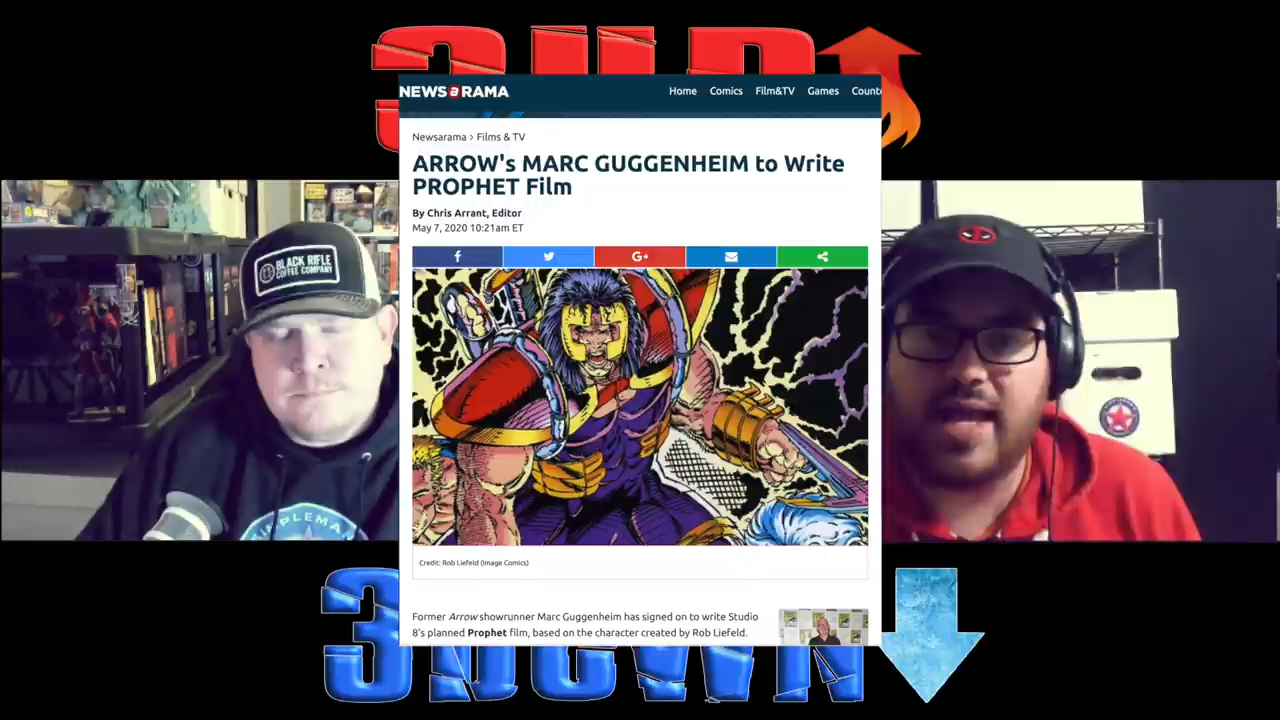 3UP
NEWSaRAMA
Home Comics Film&TV Games Count
Newsarama > Films & TV
ARROW's MARC GUGGENHEIM to Write
PROPHET Film
By Chris Arrant, Editor
May 7, 2020 10:21am ET
f G+
BLACK RIFLE
COFFEE COMPANY
Credit: Rob Liefeld (Image Comics)
Former Arrow showrunner Marc Guggenheim has signed on to write Studio
8's planned Prophet film, based on the character created by Rob Liefeld.
3DOWN